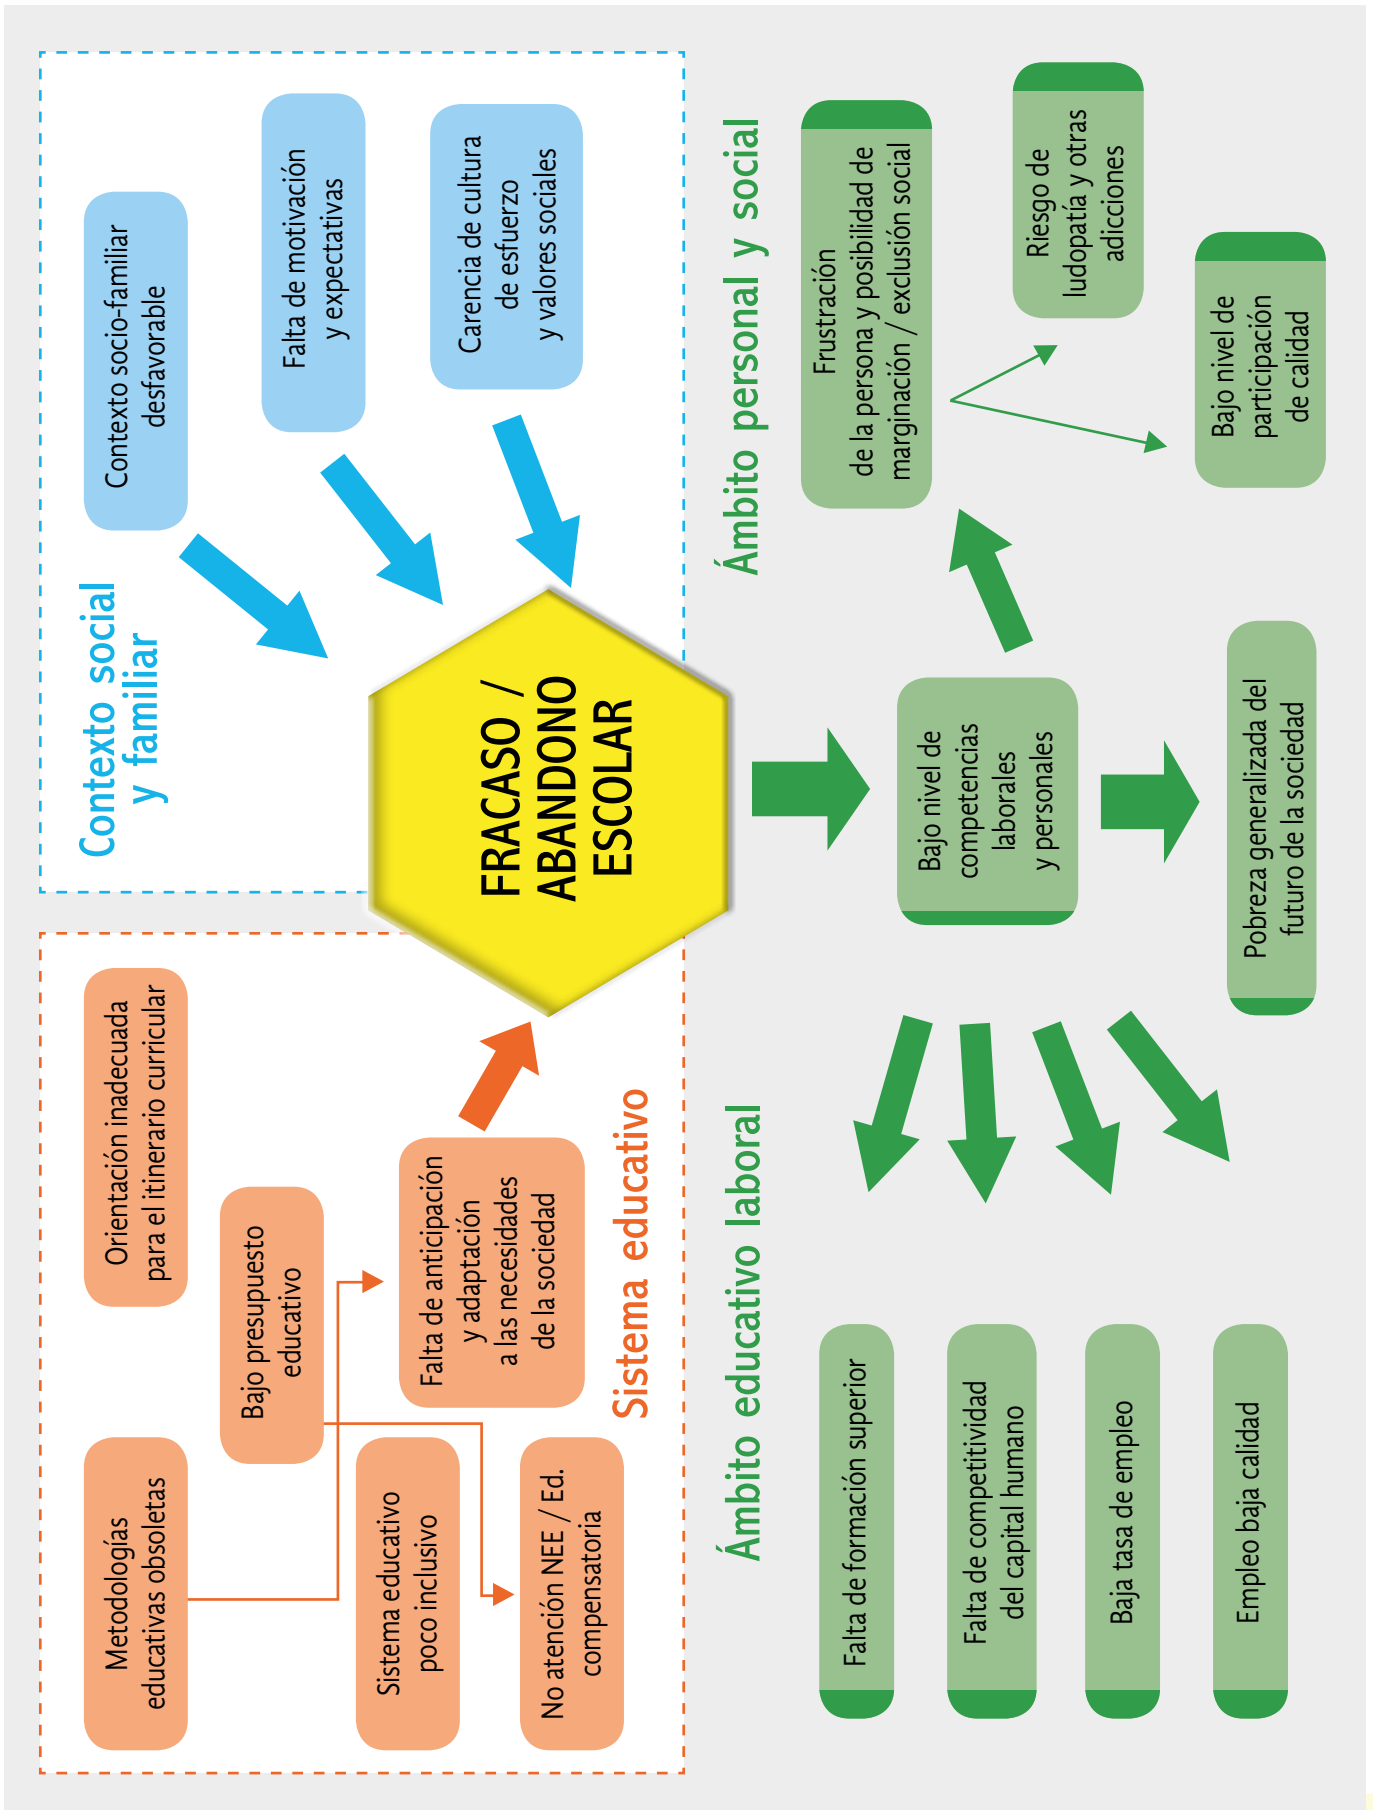 Metodologías
educativas obsoletas
Orientación inadecuada
para el itinerario curricular
Bajo presupuesto
educativo
Sistema educativo
poco inclusivo
Falta de anticipación
y adaptación
a las necesidades
de la sociedad
No atención NEE / Ed.
compensatoria
Sistema educativo
Contexto social
y familiar
Contexto socio-familiar
desfavorable
Falta de motivación
y expectativas
Carencia de cultura
de esfuerzo
y valores sociales
FRACASO /
ABANDONO
ESCOLAR
Ámbito educativo laboral
Falta de formación superior
Falta de competitividad
del capital humano
Baja tasa de empleo
Empleo baja calidad
Bajo nivel de
competencias
laborales
y personales
Pobreza generalizada del
futuro de la sociedad
Ámbito personal y social
Frustración
de la persona y posibilidad de
marginación / exclusión social
Riesgo de
ludopatía y otras
adicciones
Bajo nivel de
participación
de calidad